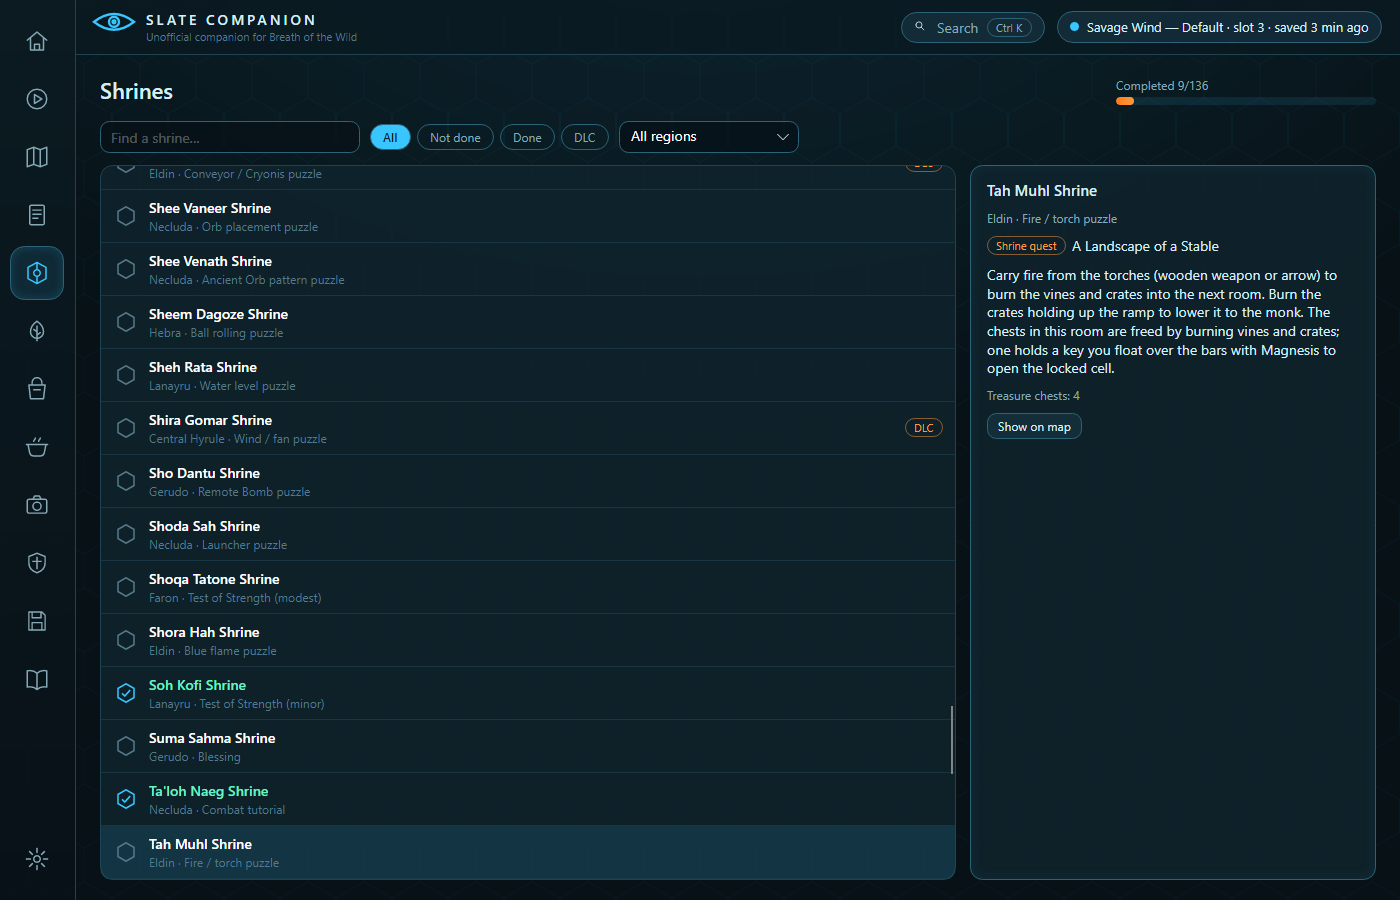 SLATE COMPANION
Unofficial companion for Breath of the Wild
Search Ctrl K
Savage Wind — Default · slot 3 · saved 3 min ago
Shrines
Completed 9/136
Find a shrine...
All
Not done
Done
DLC
All regions
Eldin · Conveyor / Cryonis puzzle
Shee Vaneer Shrine
Necluda · Orb placement puzzle
Shee Venath Shrine
Necluda · Ancient Orb pattern puzzle
Sheem Dagoze Shrine
Hebra · Ball rolling puzzle
Sheh Rata Shrine
Lanayru · Water level puzzle
Shira Gomar Shrine
Central Hyrule · Wind / fan puzzle
DLC
Sho Dantu Shrine
Gerudo · Remote Bomb puzzle
Shoda Sah Shrine
Necluda · Launcher puzzle
Shoqa Tatone Shrine
Faron · Test of Strength (modest)
Shora Hah Shrine
Eldin · Blue flame puzzle
Soh Kofi Shrine
Lanayru · Test of Strength (minor)
Suma Sahma Shrine
Gerudo · Blessing
Ta'loh Naeg Shrine
Necluda · Combat tutorial
Tah Muhl Shrine
Eldin · Fire / torch puzzle
Tah Muhl Shrine
Eldin · Fire / torch puzzle
Shrine quest A Landscape of a Stable
Carry fire from the torches (wooden weapon or arrow) to
burn the vines and crates into the next room. Burn the
crates holding up the ramp to lower it to the monk. The
chests in this room are freed by burning vines and crates;
one holds a key you float over the bars with Magnesis to
open the locked cell.
Treasure chests: 4
Show on map